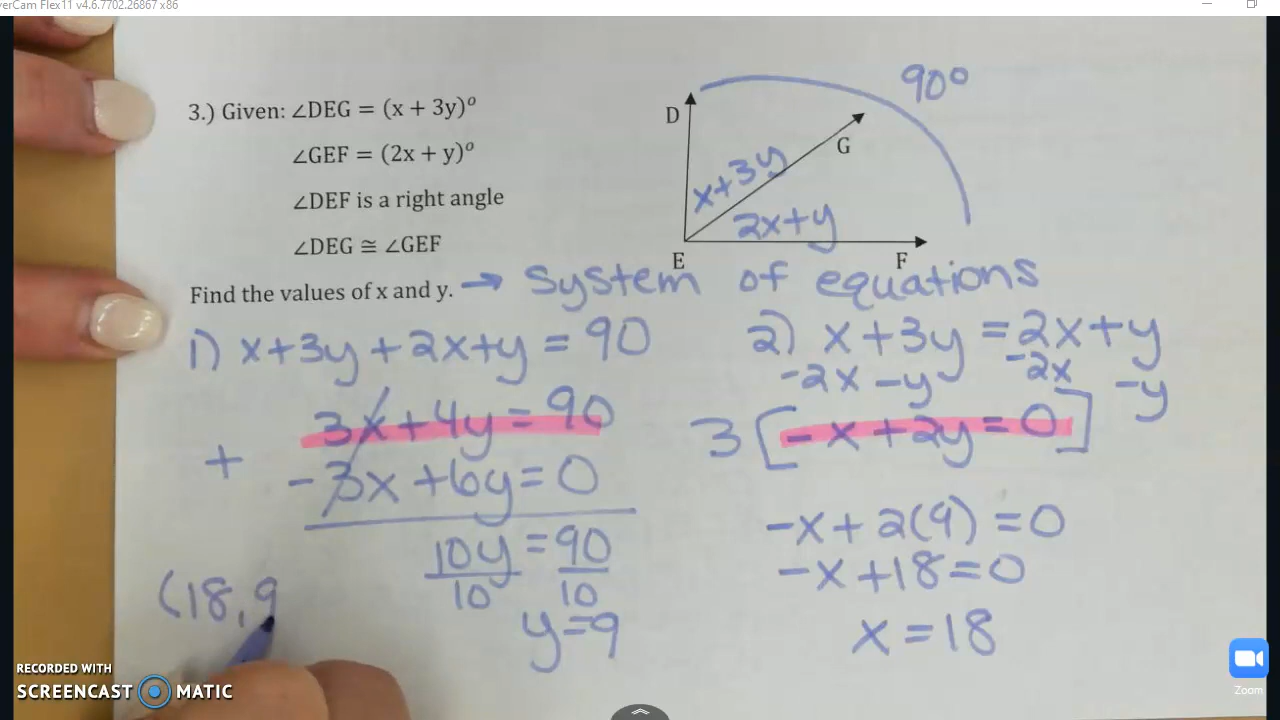 verCam Flex11 v4.6.7702.26867 x86
3.) Given: ∠DEG = (x + 3y)°
∠GEF = (2x + y)°
∠DEF is a right angle
∠DEG ≅ ∠GEF
Find the values of x and y. → System of equations
D
G
E
F
90°
x+3y
2x+y
1) x+3y+2x+y = 90
3x+4y=90
+
-3x+6y=0
10y=90
10 10
y=9
(18,9
2) x+3y=2x+y
-2x -y -2x -y
3[-x+2y=0]
-x+2(9)=0
-x+18=0
x=18
RECORDED WITH
SCREENCAST MATIC
Zoom